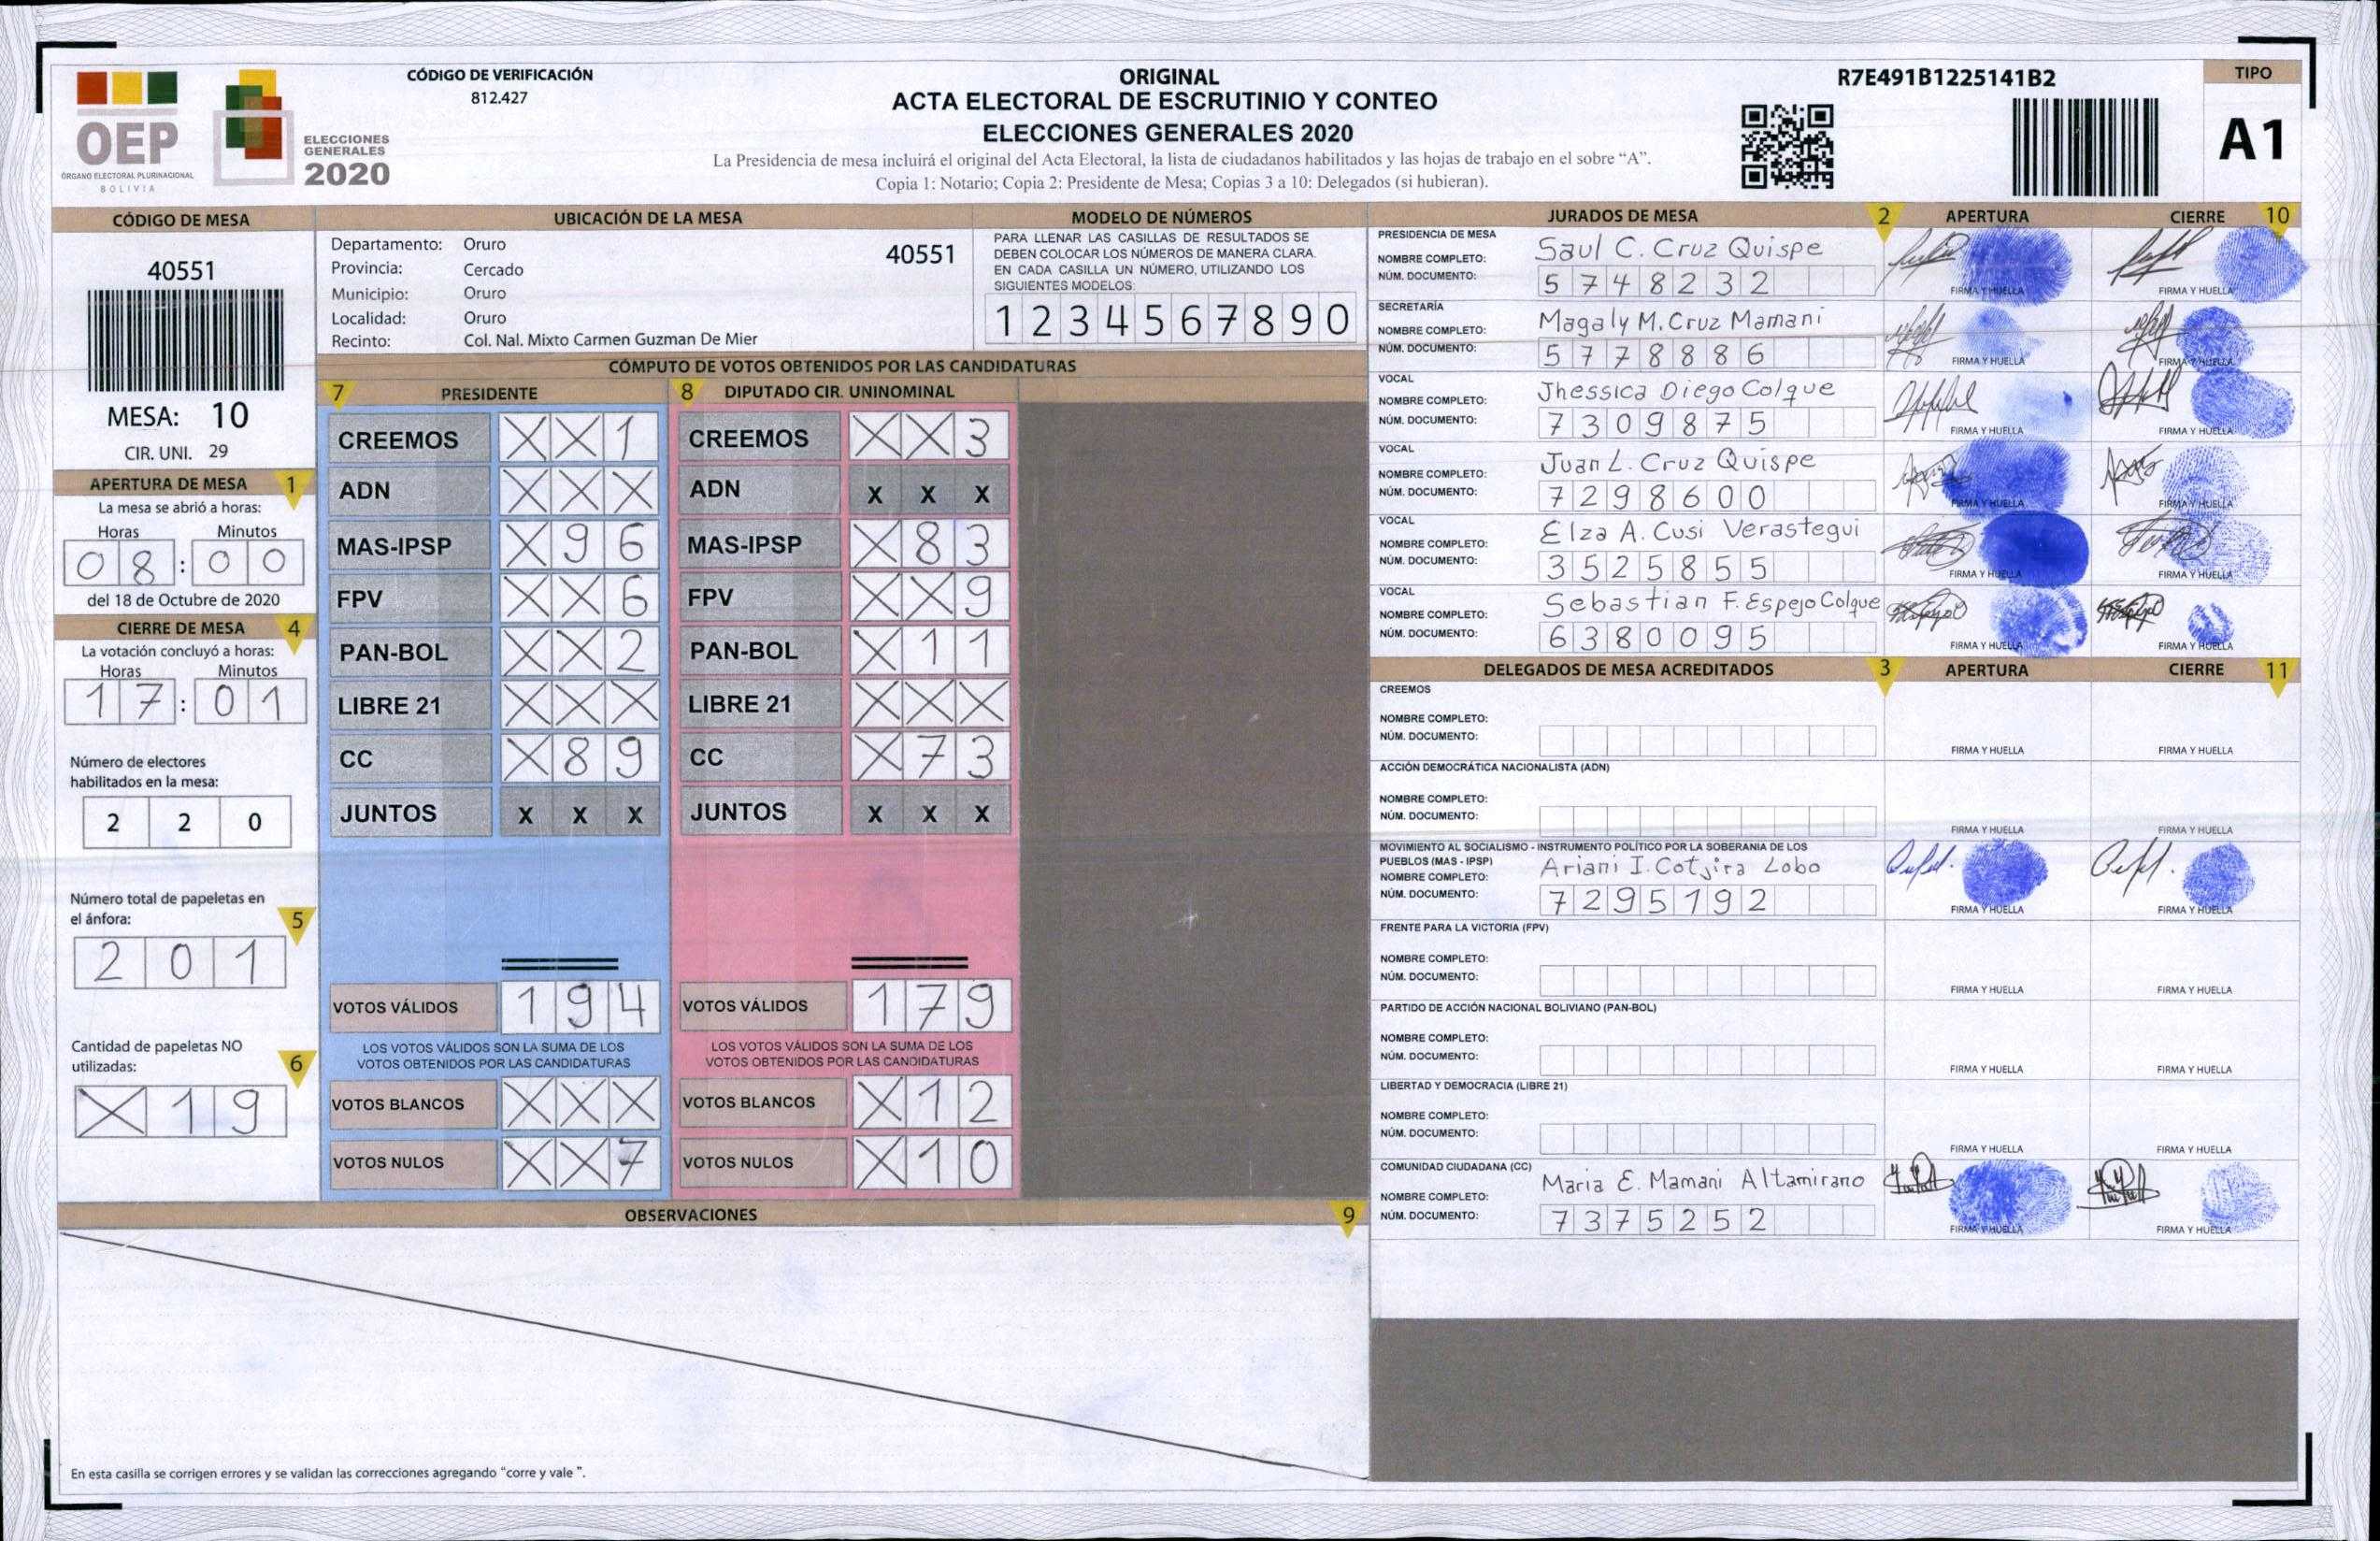 OEP
ÓRGANO ELECTORAL PLURINACIONAL
BOLIVIA
ELECCIONES
GENERALES
2020
CÓDIGO DE VERIFICACIÓN
812.427
ORIGINAL
ACTA ELECTORAL DE ESCRUTINIO Y CONTEO
ELECCIONES GENERALES 2020
La Presidencia de mesa incluirá el original del Acta Electoral, la lista de ciudadanos habilitados y las hojas de trabajo en el sobre “A”.
Copia 1: Notario; Copia 2: Presidente de Mesa; Copias 3 a 10: Delegados (si hubieran).
R7E491B1225141B2
TIPO
A1
CÓDIGO DE MESA
40551
MESA: 10
CIR. UNI. 29
APERTURA DE MESA 1
La mesa se abrió a horas:
Horas Minutos
08:00
del 18 de Octubre de 2020
CIERRE DE MESA 4
La votación concluyó a horas:
Horas Minutos
17:01
Número de electores
habilitados en la mesa:
2 2 0
Número total de papeletas en
el ánfora: 5
2 0 1
Cantidad de papeletas NO
utilizadas: 6
X 1 9
UBICACIÓN DE LA MESA
Departamento: Oruro 40551
Provincia: Cercado
Municipio: Oruro
Localidad: Oruro
Recinto: Col. Nal. Mixto Carmen Guzman De Mier
MODELO DE NÚMEROS
PARA LLENAR LAS CASILLAS DE RESULTADOS SE
DEBEN COLOCAR LOS NÚMEROS DE MANERA CLARA.
EN CADA CASILLA UN NÚMERO, UTILIZANDO LOS
SIGUIENTES MODELOS:
1 2 3 4 5 6 7 8 9 0
CÓMPUTO DE VOTOS OBTENIDOS POR LAS CANDIDATURAS
7 PRESIDENTE
CREEMOS X X 1
ADN X X X
MAS-IPSP X 9 6
FPV X X 6
PAN-BOL X X 2
LIBRE 21 X X X
CC X 8 9
JUNTOS X X X
VOTOS VÁLIDOS 1 9 4
LOS VOTOS VÁLIDOS SON LA SUMA DE LOS
VOTOS OBTENIDOS POR LAS CANDIDATURAS
VOTOS BLANCOS X X X
VOTOS NULOS X X 7
8 DIPUTADO CIR. UNINOMINAL
CREEMOS X X 3
ADN X X X
MAS-IPSP X 8 3
FPV X X 9
PAN-BOL X 1 1
LIBRE 21 X X X
CC X 7 3
JUNTOS X X X
VOTOS VÁLIDOS 1 7 9
LOS VOTOS VÁLIDOS SON LA SUMA DE LOS
VOTOS OBTENIDOS POR LAS CANDIDATURAS
VOTOS BLANCOS X 1 2
VOTOS NULOS X 1 0
OBSERVACIONES 9
En esta casilla se corrigen errores y se validan las correcciones agregando “corre y vale ”.
JURADOS DE MESA 2 APERTURA CIERRE 10
PRESIDENCIA DE MESA
NOMBRE COMPLETO: Saul C. Cruz Quispe
NÚM. DOCUMENTO: 5748232
FIRMA Y HUELLA FIRMA Y HUELLA
SECRETARÍA
NOMBRE COMPLETO: Magaly M. Cruz Mamani
NÚM. DOCUMENTO: 5778886
FIRMA Y HUELLA FIRMA Y HUELLA
VOCAL
NOMBRE COMPLETO: Jhessica Diego Colque
NÚM. DOCUMENTO: 7309875
FIRMA Y HUELLA FIRMA Y HUELLA
VOCAL
NOMBRE COMPLETO: Juan L. Cruz Quispe
NÚM. DOCUMENTO: 7298600
FIRMA Y HUELLA FIRMA Y HUELLA
VOCAL
NOMBRE COMPLETO: Elza A. Cusi Verastegui
NÚM. DOCUMENTO: 3525855
FIRMA Y HUELLA FIRMA Y HUELLA
VOCAL
NOMBRE COMPLETO: Sebastian F. Espejo Colque
NÚM. DOCUMENTO: 6380095
FIRMA Y HUELLA FIRMA Y HUELLA
DELEGADOS DE MESA ACREDITADOS 3 APERTURA CIERRE 11
CREEMOS
NOMBRE COMPLETO:
NÚM. DOCUMENTO:
FIRMA Y HUELLA FIRMA Y HUELLA
ACCIÓN DEMOCRÁTICA NACIONALISTA (ADN)
NOMBRE COMPLETO:
NÚM. DOCUMENTO:
FIRMA Y HUELLA FIRMA Y HUELLA
MOVIMIENTO AL SOCIALISMO - INSTRUMENTO POLÍTICO POR LA SOBERANIA DE LOS
PUEBLOS (MAS - IPSP)
NOMBRE COMPLETO: Ariani I. Cotjira Lobo
NÚM. DOCUMENTO: 7295192
FIRMA Y HUELLA FIRMA Y HUELLA
FRENTE PARA LA VICTORIA (FPV)
NOMBRE COMPLETO:
NÚM. DOCUMENTO:
FIRMA Y HUELLA FIRMA Y HUELLA
PARTIDO DE ACCIÓN NACIONAL BOLIVIANO (PAN-BOL)
NOMBRE COMPLETO:
NÚM. DOCUMENTO:
FIRMA Y HUELLA FIRMA Y HUELLA
LIBERTAD Y DEMOCRACIA (LIBRE 21)
NOMBRE COMPLETO:
NÚM. DOCUMENTO:
FIRMA Y HUELLA FIRMA Y HUELLA
COMUNIDAD CIUDADANA (CC)
NOMBRE COMPLETO: Maria E. Mamani Altamirano
NÚM. DOCUMENTO: 7375252
FIRMA Y HUELLA FIRMA Y HUELLA